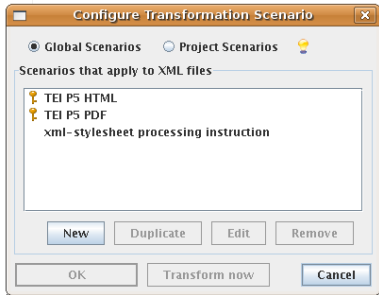 Configure Transformation Scenario
Global Scenarios Project Scenarios
Scenarios that apply to XML files
TEI P5 HTML
TEI P5 PDF
xml-stylesheet processing instruction
New Duplicate Edit Remove
OK Transform now Cancel